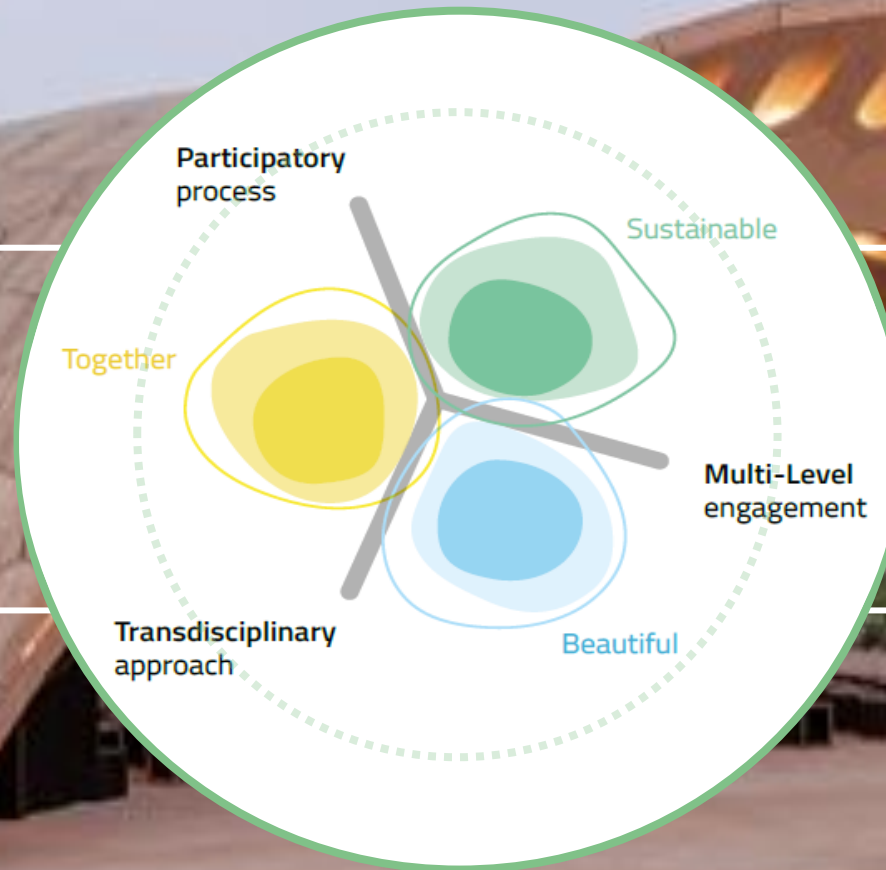 Participatory
process
Sustainable
Together
Multi-Level
engagement
Transdisciplinary
approach
Beautiful